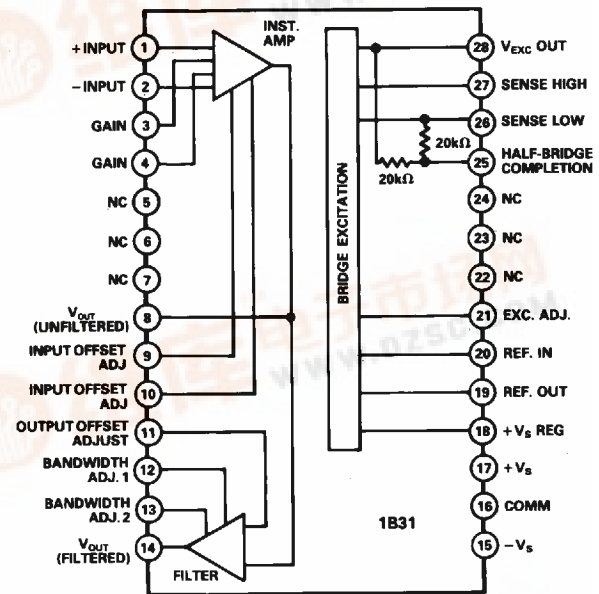 INST.
AMP
+INPUT 1
−INPUT 2
GAIN 3
GAIN 4
NC 5
NC 6
NC 7
VOUT
(UNFILTERED) 8
INPUT OFFSET
ADJ 9
INPUT OFFSET
ADJ 10
OUTPUT OFFSET
ADJUST 11
BANDWIDTH
ADJ. 1 12
BANDWIDTH
ADJ. 2 13
VOUT
(FILTERED) 14
FILTER
BRIDGE EXCITATION
28 VEXC OUT
27 SENSE HIGH
26 SENSE LOW
20kΩ
25 HALF-BRIDGE
COMPLETION
20kΩ
24 NC
23 NC
22 NC
21 EXC. ADJ.
20 REF. IN
19 REF. OUT
18 +VS REG
17 +VS
16 COMM
15 −VS
1B31